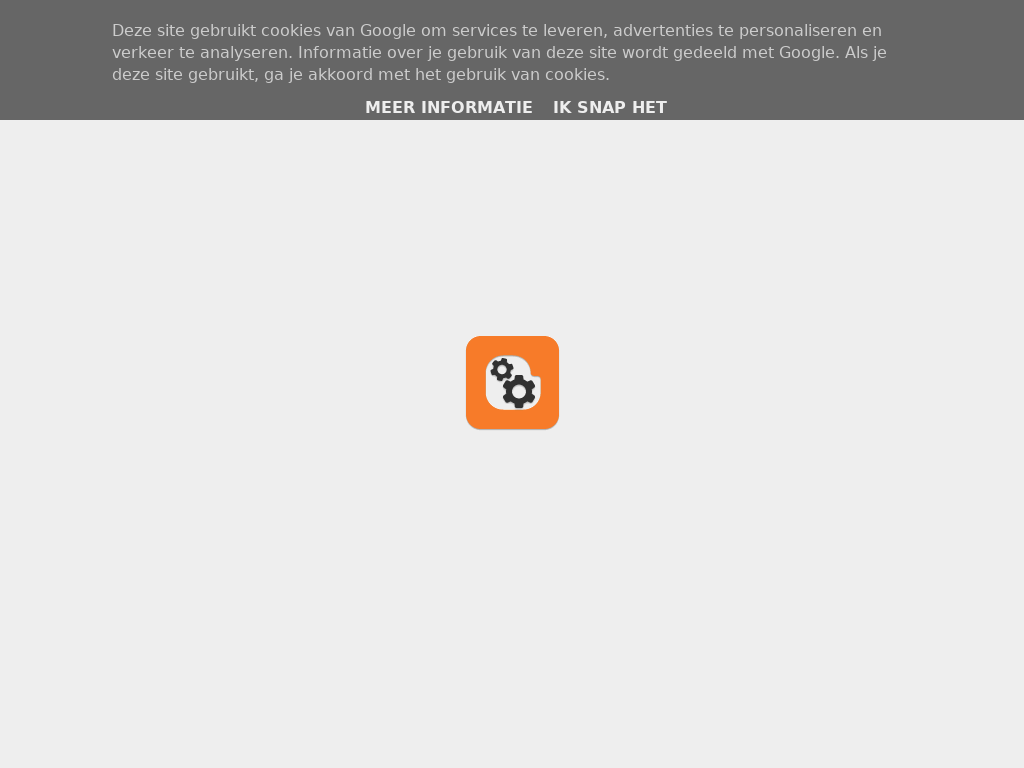 Deze site gebruikt cookies van Google om services te leveren, advertenties te personaliseren en
verkeer te analyseren. Informatie over je gebruik van deze site wordt gedeeld met Google. Als je
deze site gebruikt, ga je akkoord met het gebruik van cookies.
MEER INFORMATIE IK SNAP HET